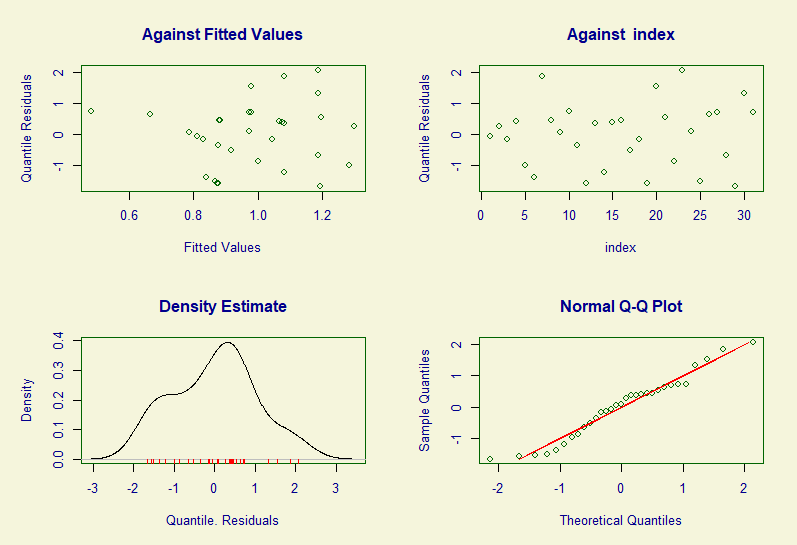 Against Fitted Values
Quantile Residuals
-1 0 1 2
0.6 0.8 1.0 1.2
Fitted Values
Against  index
Quantile Residuals
-1 0 1 2
0 5 10 15 20 25 30
index
Density Estimate
Density
0.0 0.1 0.2 0.3 0.4
-3 -2 -1 0 1 2 3
Quantile. Residuals
Normal Q-Q Plot
Sample Quantiles
-1 0 1 2
-2 -1 0 1 2
Theoretical Quantiles